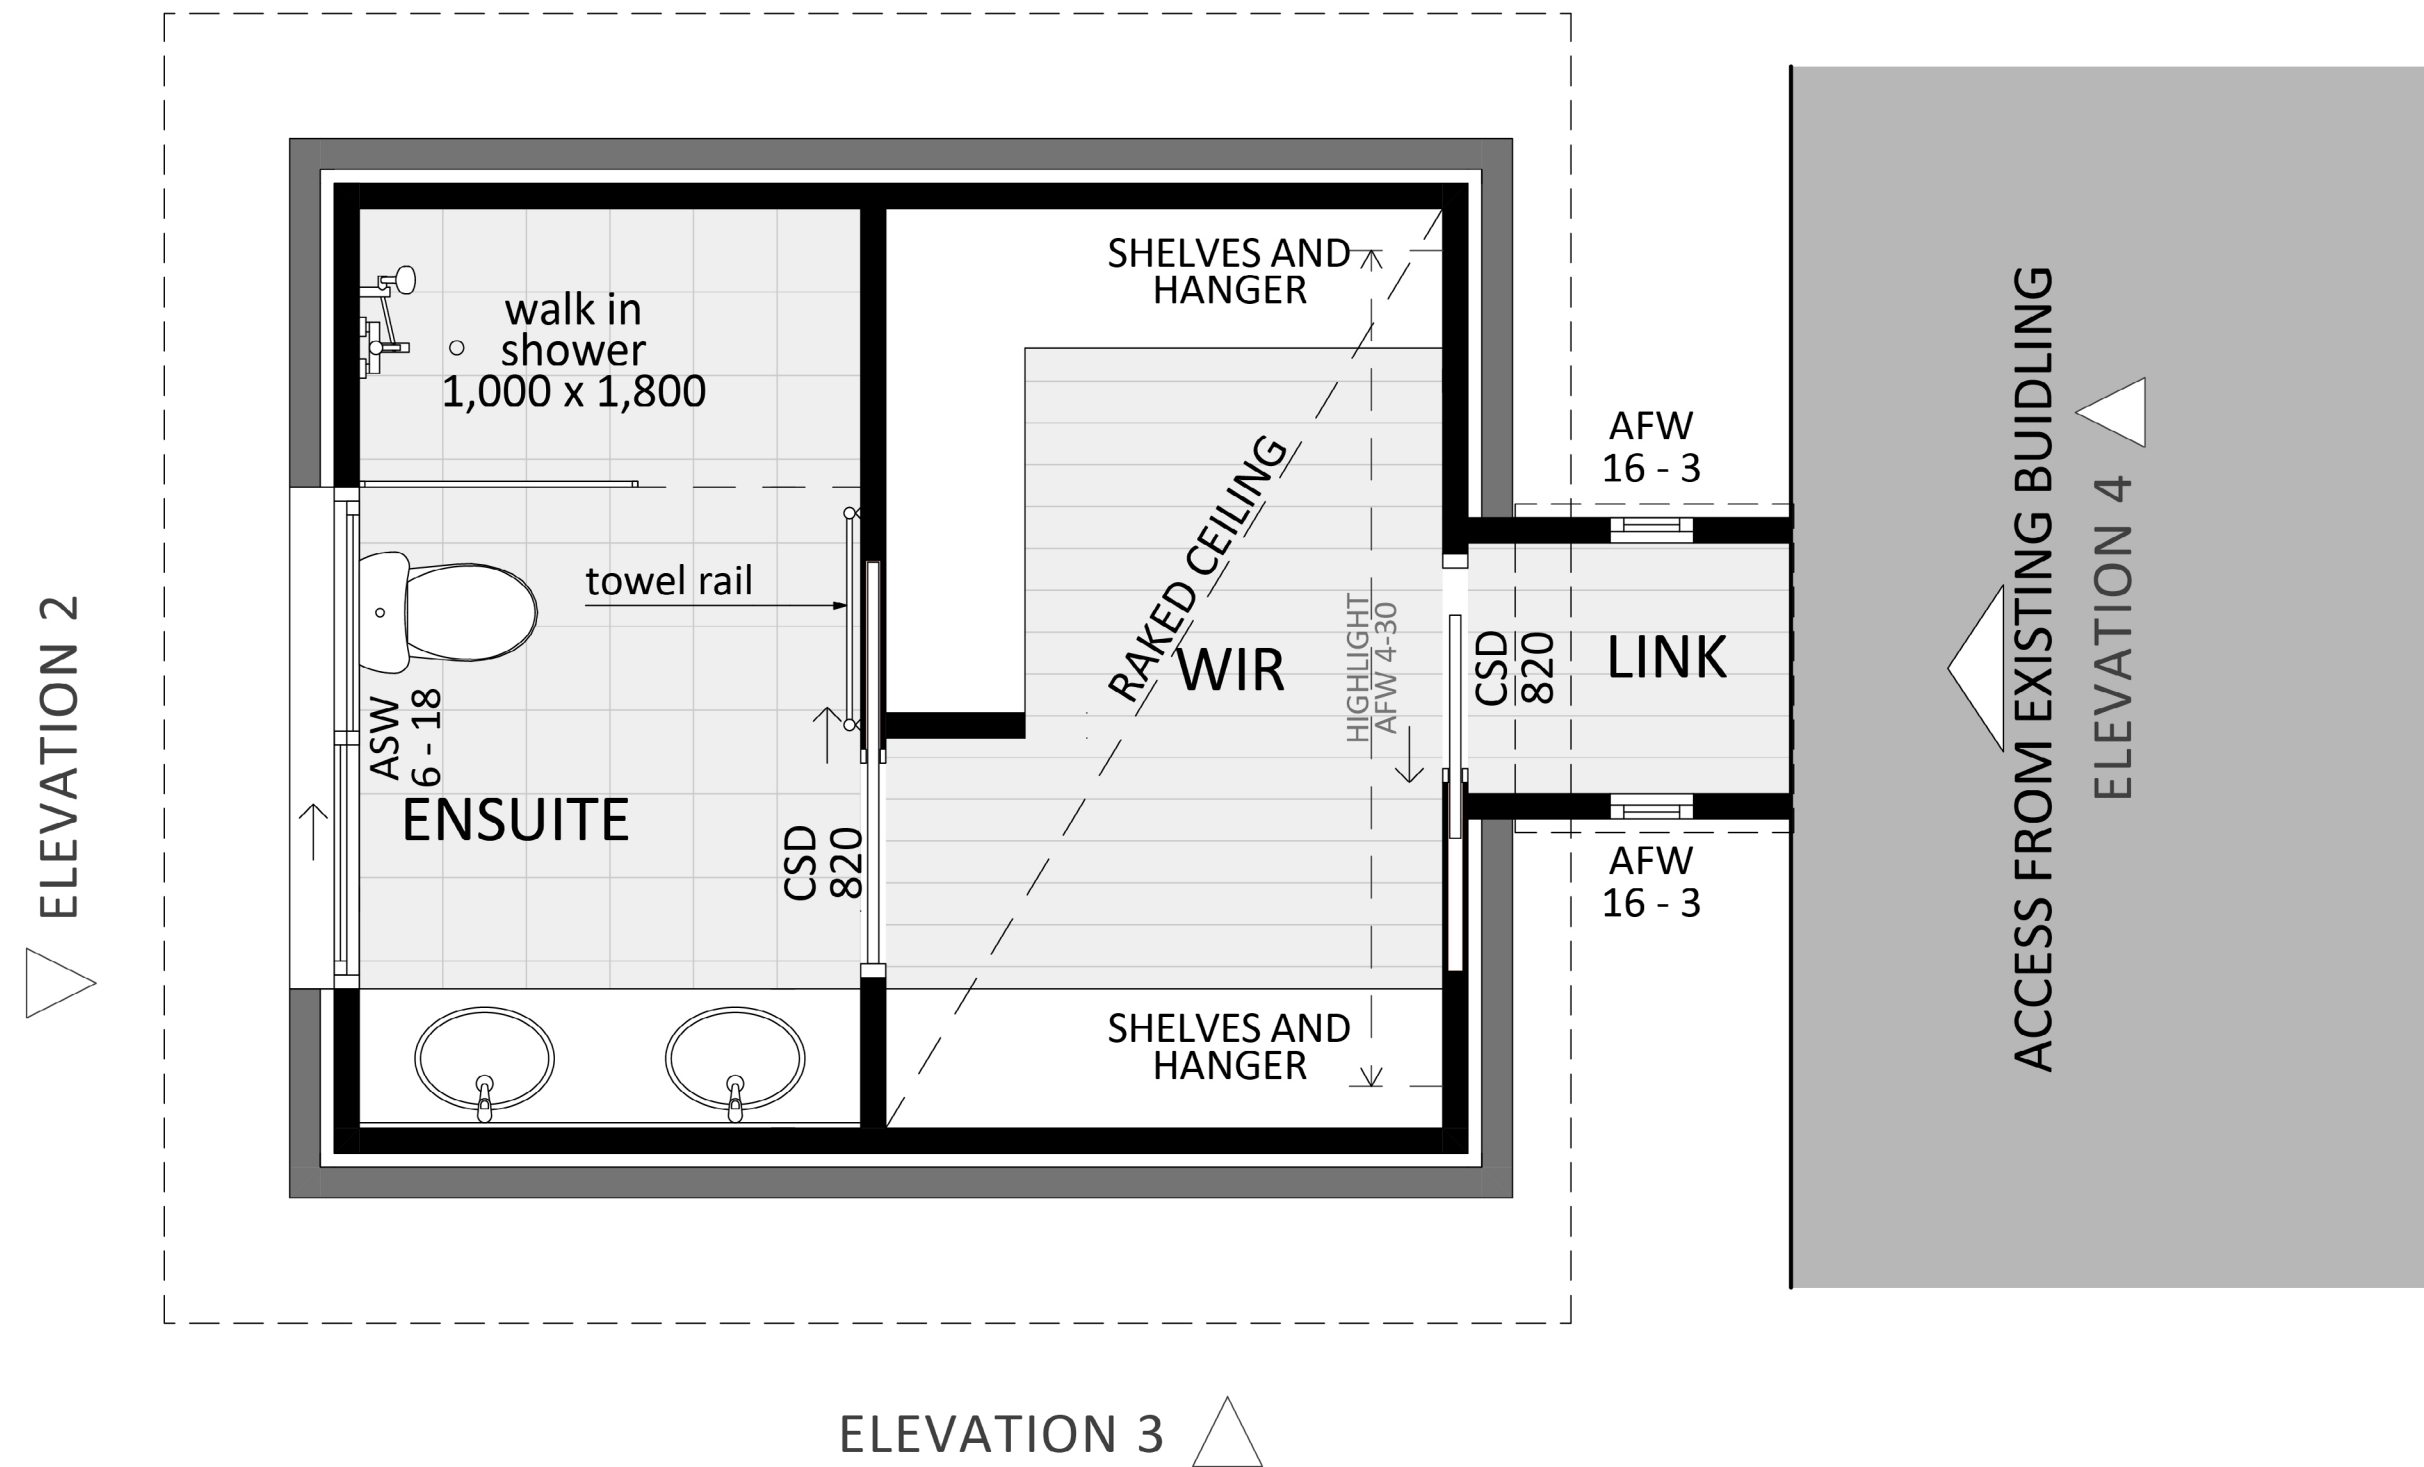 SHELVES AND
HANGER
walk in
shower
1,000 x 1,800
RAKED CEILING
AFW
16 - 3
towel rail
WIR
HIGHLIGHT
AFW 4-30
CSD
820
LINK
ACCESS FROM EXISTING BUIDLING
ELEVATION 4
ELEVATION 2
ASW
6 - 18
ENSUITE
CSD
820
AFW
16 - 3
SHELVES AND
HANGER
ELEVATION 3